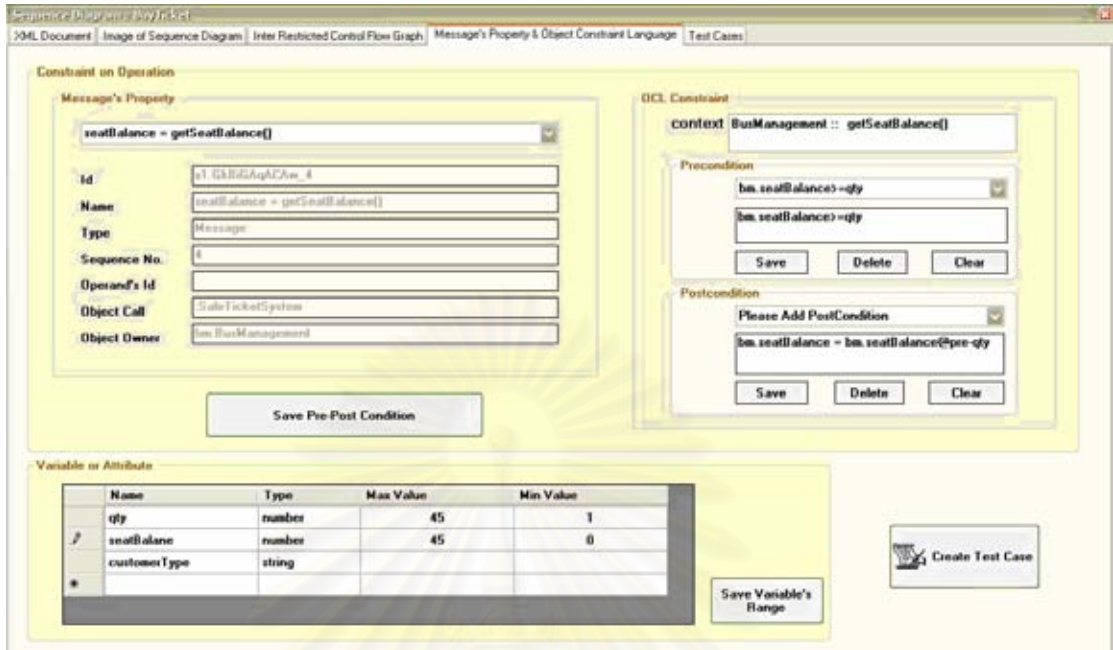 Sequence Diagram : BuyTicket
XML Document Image of Sequence Diagram Inter Restricted Control Flow Graph Message's Property & Object Constraint Language Test Cases
Constraint on Operation
Message's Property
seatBalance = getSeatBalance()
Id
Name seatBalance = getSeatBalance()
Type Message
Sequence No. 4
Operand's Id
Object Call :SaleTicketSystem
Object Owner bm:BusManagement
Save Pre-Post Condition
OCL Constraint
context BusManagement :: getSeatBalance()
Precondition
bm.seatBalance>=qty
bm.seatBalance>=qty
Save Delete Clear
Postcondition
Please Add PostCondition
bm.seatBalance = bm.seatBalance@pre-qty
Save Delete Clear
Variable or Attribute
Name Type Max Value Min Value
qty number 45 1
seatBalane number 45 0
customerType string
Save Variable's
Range
Create Test Case